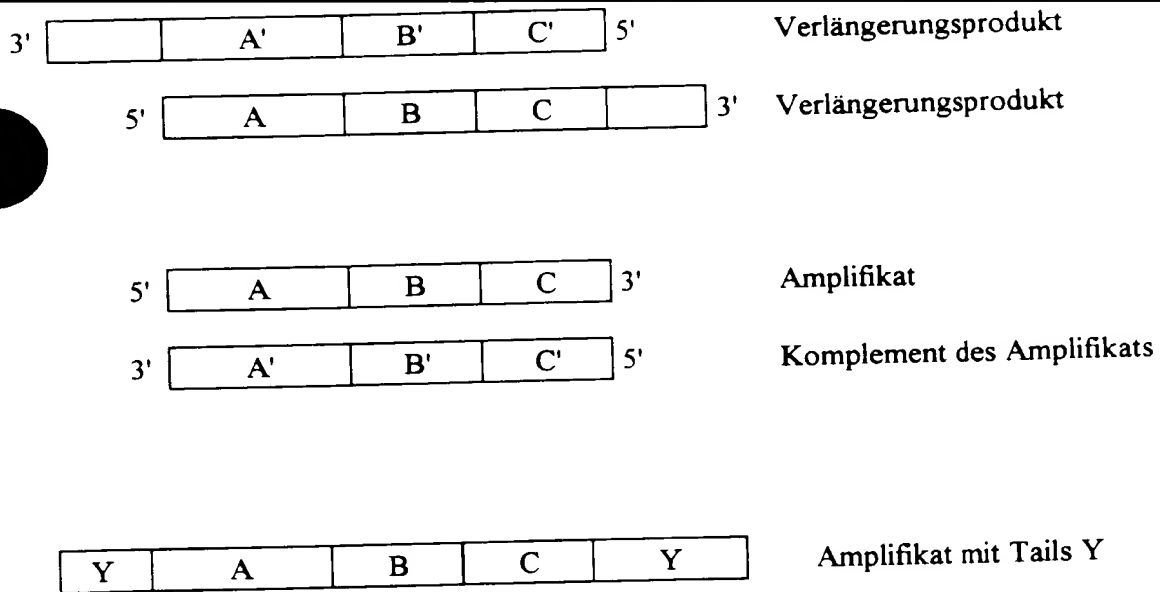 3' A' B' C' 5' Verlängerungsprodukt
5' A B C 3' Verlängerungsprodukt
5' A B C 3' Amplifikat
3' A' B' C' 5' Komplement des Amplifikats
Y A B C Y Amplifikat mit Tails Y